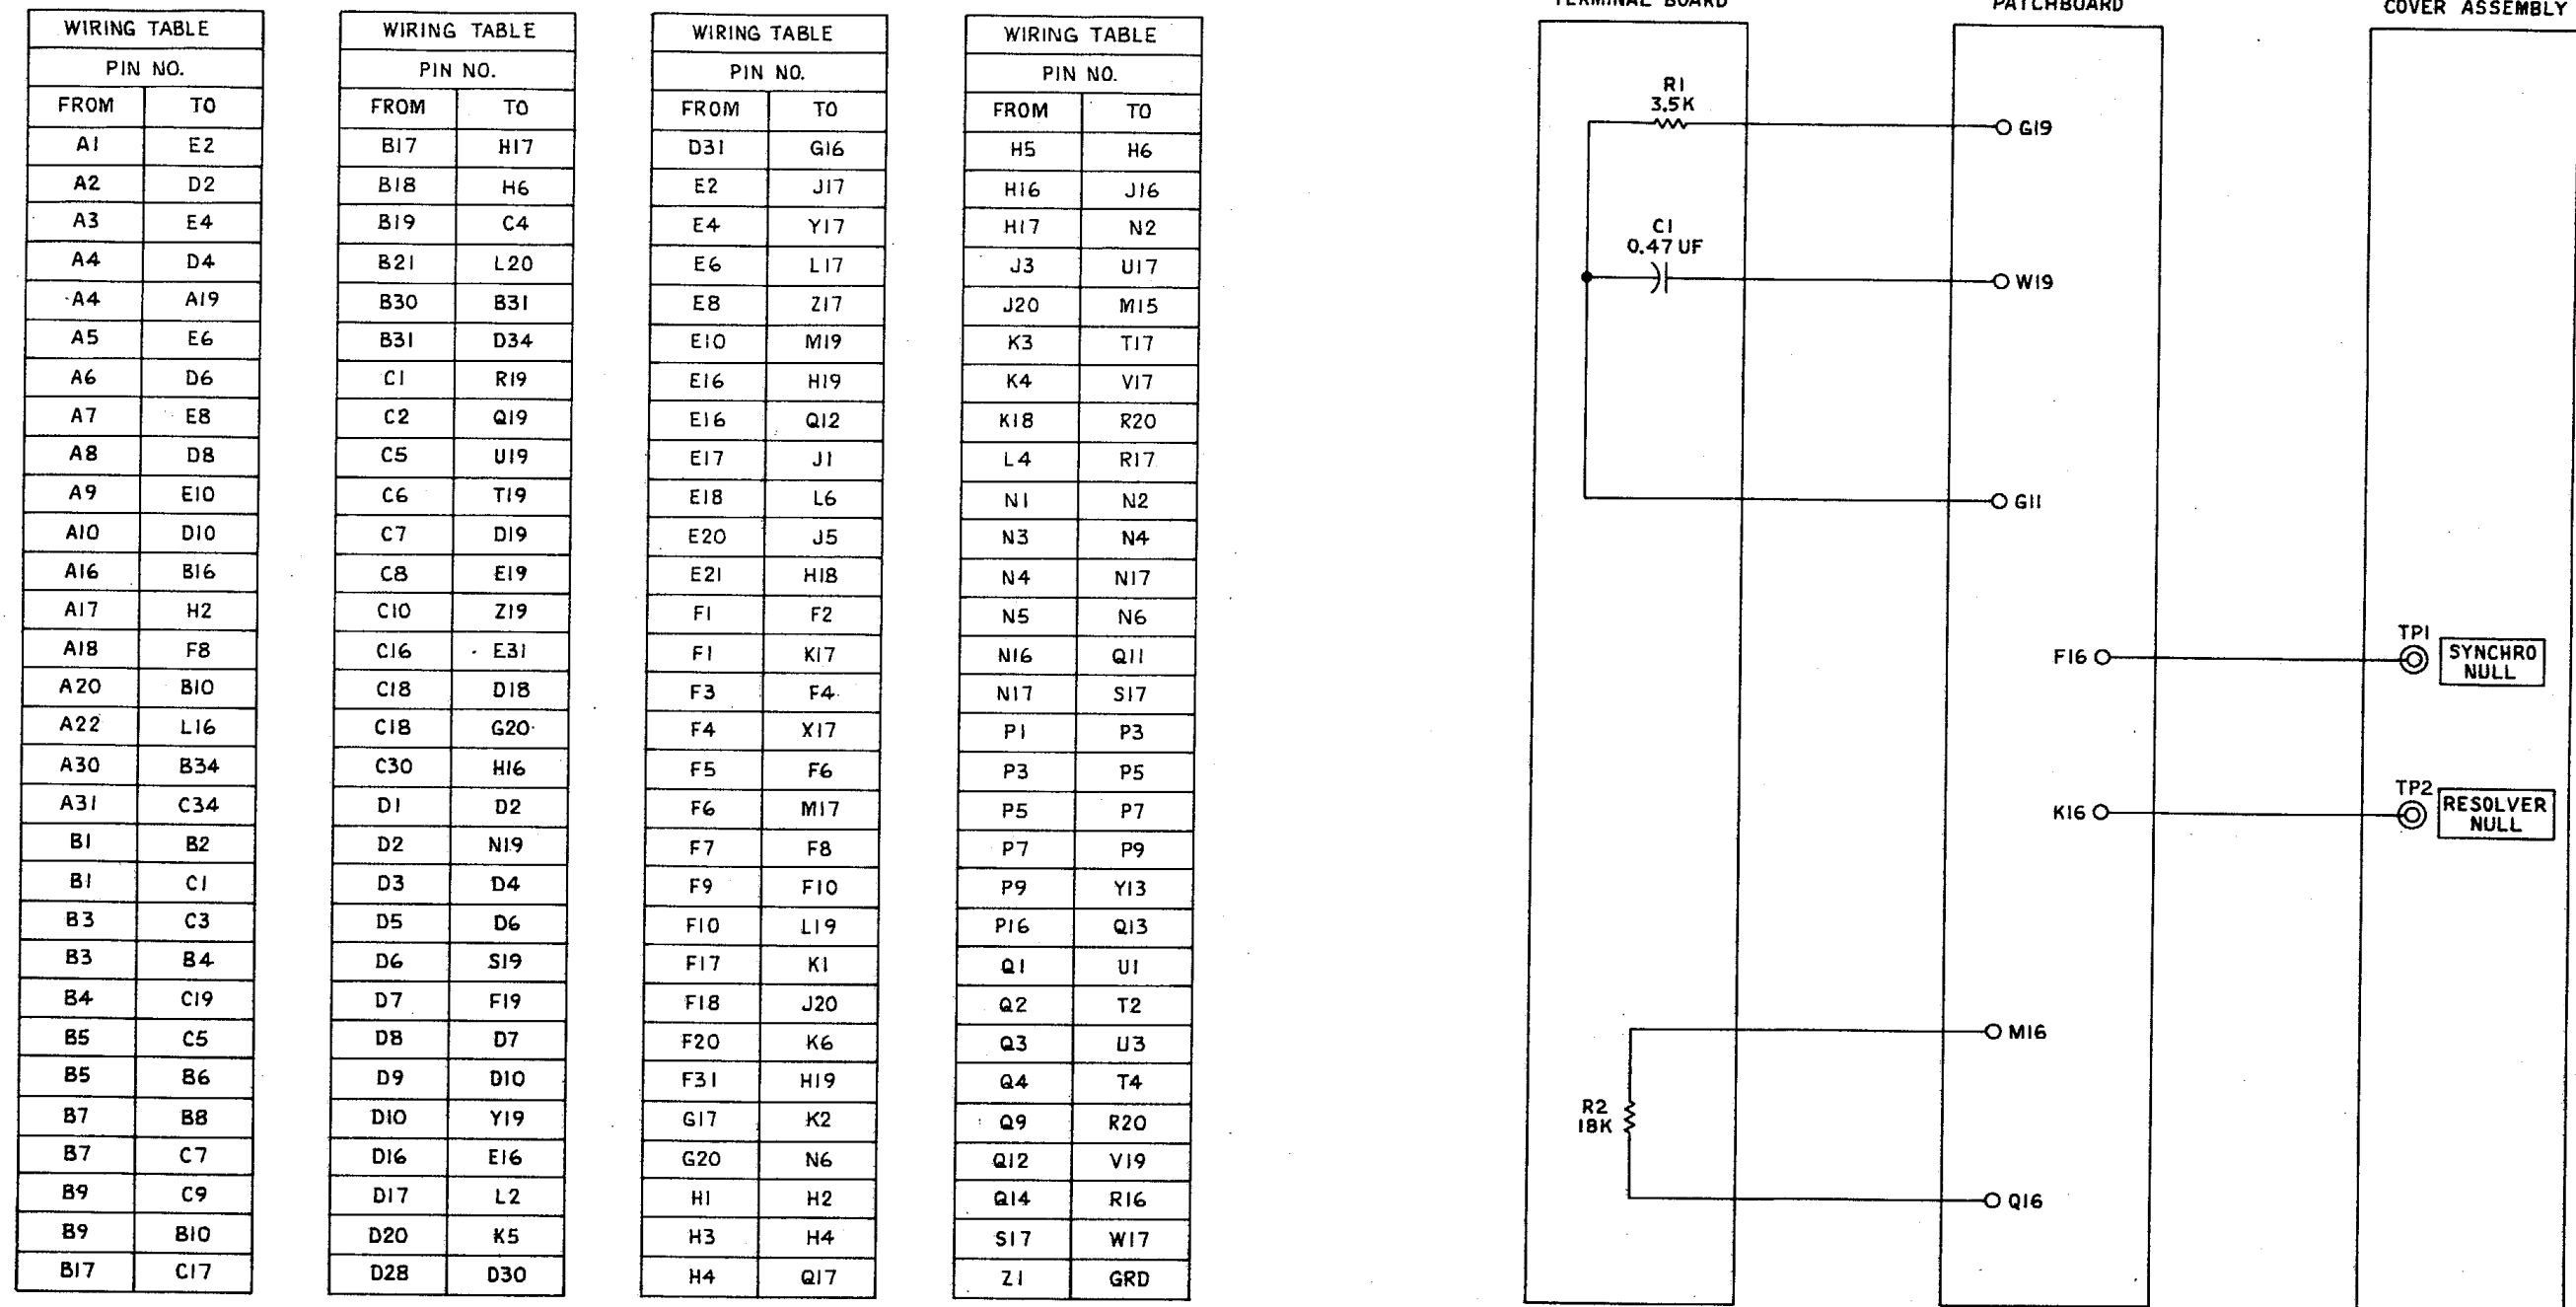 WIRING TABLE
PIN NO.
FROM TO
A1 E2
A2 D2
A3 E4
A4 D4
A4 A19
A5 E6
A6 D6
A7 E8
A8 D8
A9 E10
A10 D10
A16 B16
A17 H2
A18 F8
A20 B10
A22 L16
A30 B34
A31 C34
B1 B2
B1 C1
B3 C3
B3 B4
B4 C19
B5 C5
B5 B6
B7 B8
B7 C7
B9 C9
B9 B10
B17 C17
WIRING TABLE
PIN NO.
FROM TO
B17 H17
B18 H6
B19 C4
B21 L20
B30 B31
B31 D34
C1 R19
C2 Q19
C5 U19
C6 T19
C7 D19
C8 E19
C10 Z19
C16 E31
C18 D18
C18 G20
C30 H16
D1 D2
D2 N19
D3 D4
D5 D6
D6 S19
D7 F19
D8 D7
D9 D10
D10 Y19
D16 E16
D17 L2
D20 K5
D28 D30
WIRING TABLE
PIN NO.
FROM TO
D31 G16
E2 J17
E4 Y17
E6 L17
E8 Z17
E10 M19
E16 H19
E16 Q12
E17 J1
E18 L6
E20 J5
E21 H18
F1 F2
F1 K17
F3 F4
F4 X17
F5 F6
F6 M17
F7 F8
F9 F10
F10 L19
F17 K1
F18 J20
F20 K6
F31 H19
G17 K2
G20 N6
H1 H2
H3 H4
H4 Q17
WIRING TABLE
PIN NO.
FROM TO
H5 H6
H16 J16
H17 N2
J3 U17
J20 M15
K3 T17
K4 V17
K18 R20
L4 R17
N1 N2
N3 N4
N4 N17
N5 N6
N16 Q11
N17 S17
P1 P3
P3 P5
P5 P7
P7 P9
P9 Y13
P16 Q13
Q1 U1
Q2 T2
Q3 U3
Q4 T4
Q9 R20
Q12 V19
Q14 R16
S17 W17
Z1 GRD
TERMINAL BOARD
PATCHBOARD
COVER ASSEMBLY
R1
3.5K
G19
C1
0.47 UF
W19
G11
F16
TP1
SYNCHRO
NULL
K16
TP2
RESOLVER
NULL
M16
R2
18K
Q16